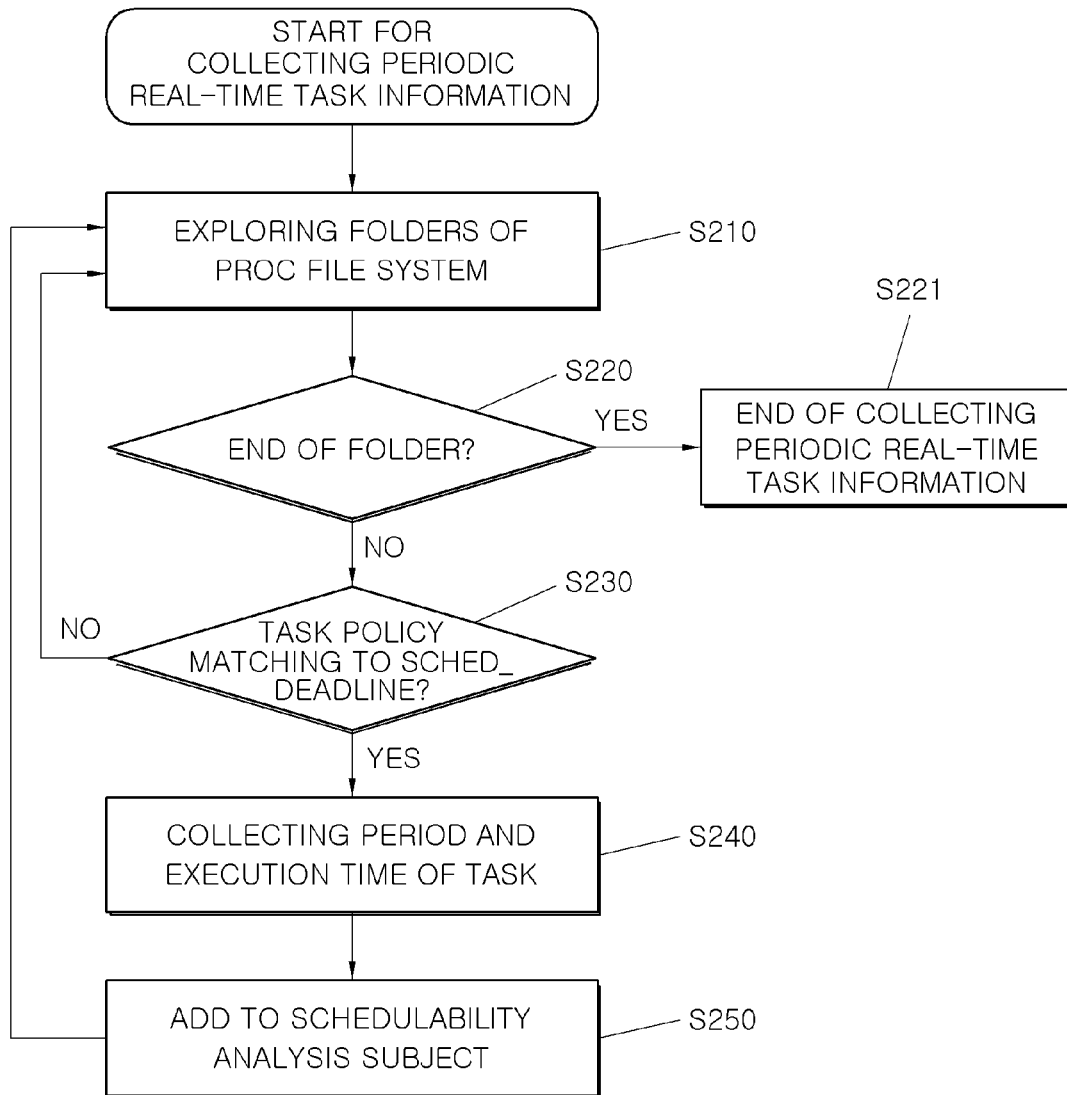 START FOR
COLLECTING PERIODIC
REAL-TIME TASK INFORMATION
EXPLORING FOLDERS OF
PROC FILE SYSTEM
S210
S221
S220
END OF FOLDER?
YES
END OF COLLECTING
PERIODIC REAL-TIME
TASK INFORMATION
NO
S230
NO
TASK POLICY
MATCHING TO SCHED_
DEADLINE?
YES
COLLECTING PERIOD AND
EXECUTION TIME OF TASK
S240
ADD TO SCHEDULABILITY
ANALYSIS SUBJECT
S250